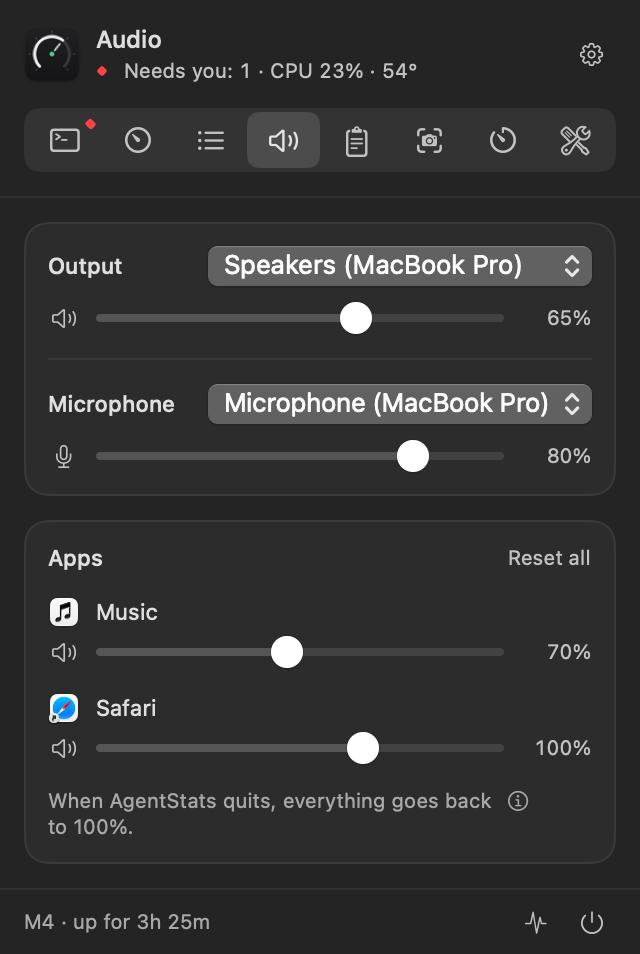 Audio
Needs you: 1 · CPU 23% · 54°
Output
Speakers (MacBook Pro)
65%
Microphone
Microphone (MacBook Pro)
80%
Apps
Reset all
Music
70%
Safari
100%
When AgentStats quits, everything goes back
to 100%.
M4 · up for 3h 25m